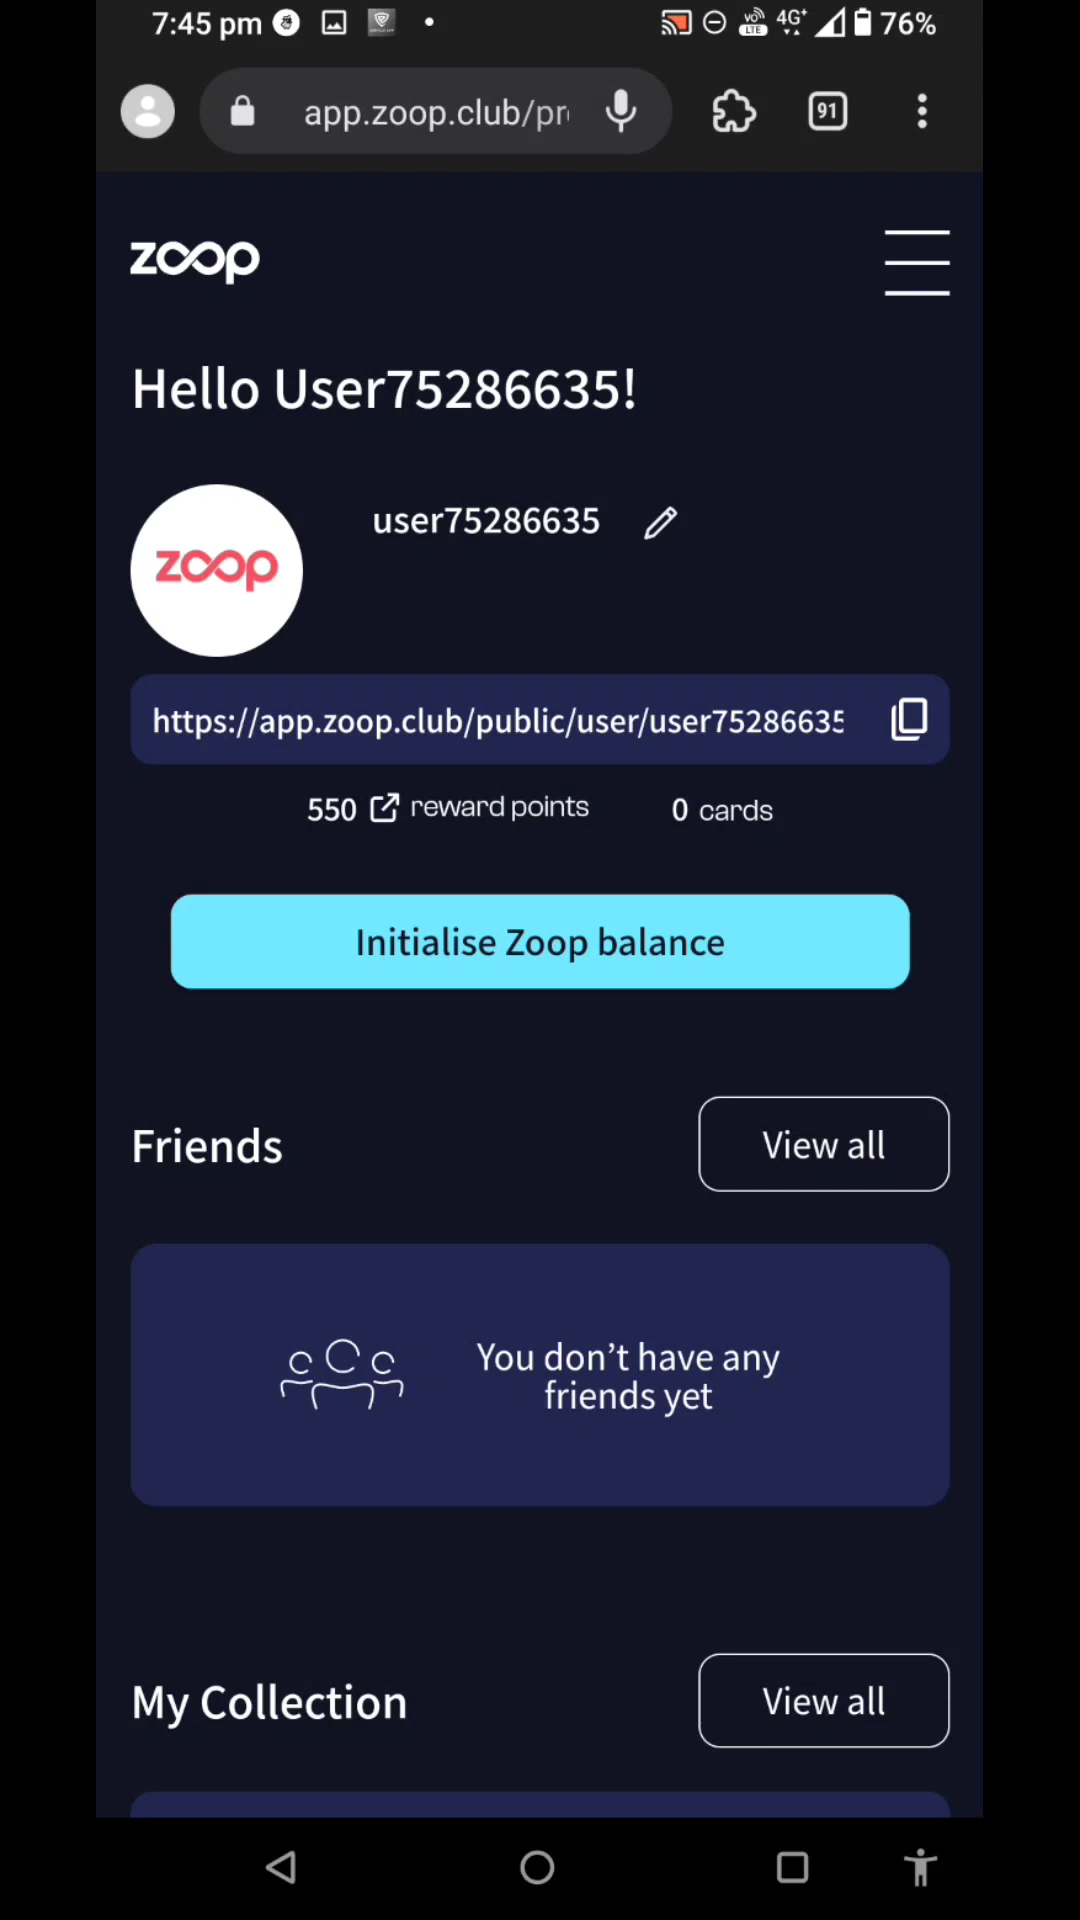 7:45 pm
VO
LTE
4G+
76%
app.zoop.club/pr
91
zoop
Hello User75286635!
zoop
user75286635
https://app.zoop.club/public/user/user75286635
550 reward points
0 cards
Initialise Zoop balance
Friends
View all
You don’t have any
friends yet
My Collection
View all